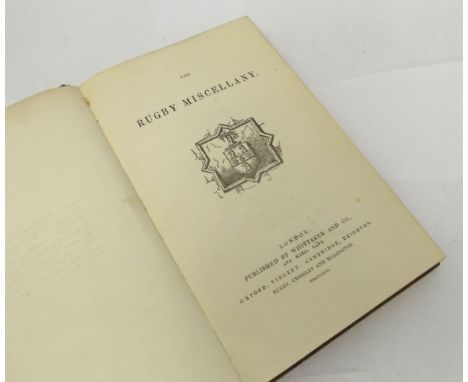 THE
RUGBY MISCELLANY.
LONDON
PUBLISHED BY WHITTAKER AND CO.,
AVE MARIA LANE
OXFORD, VINCENT. CAMBRIDGE, DEIGHTON.
RUGBY, CROSSLEY AND BILLINGTON.